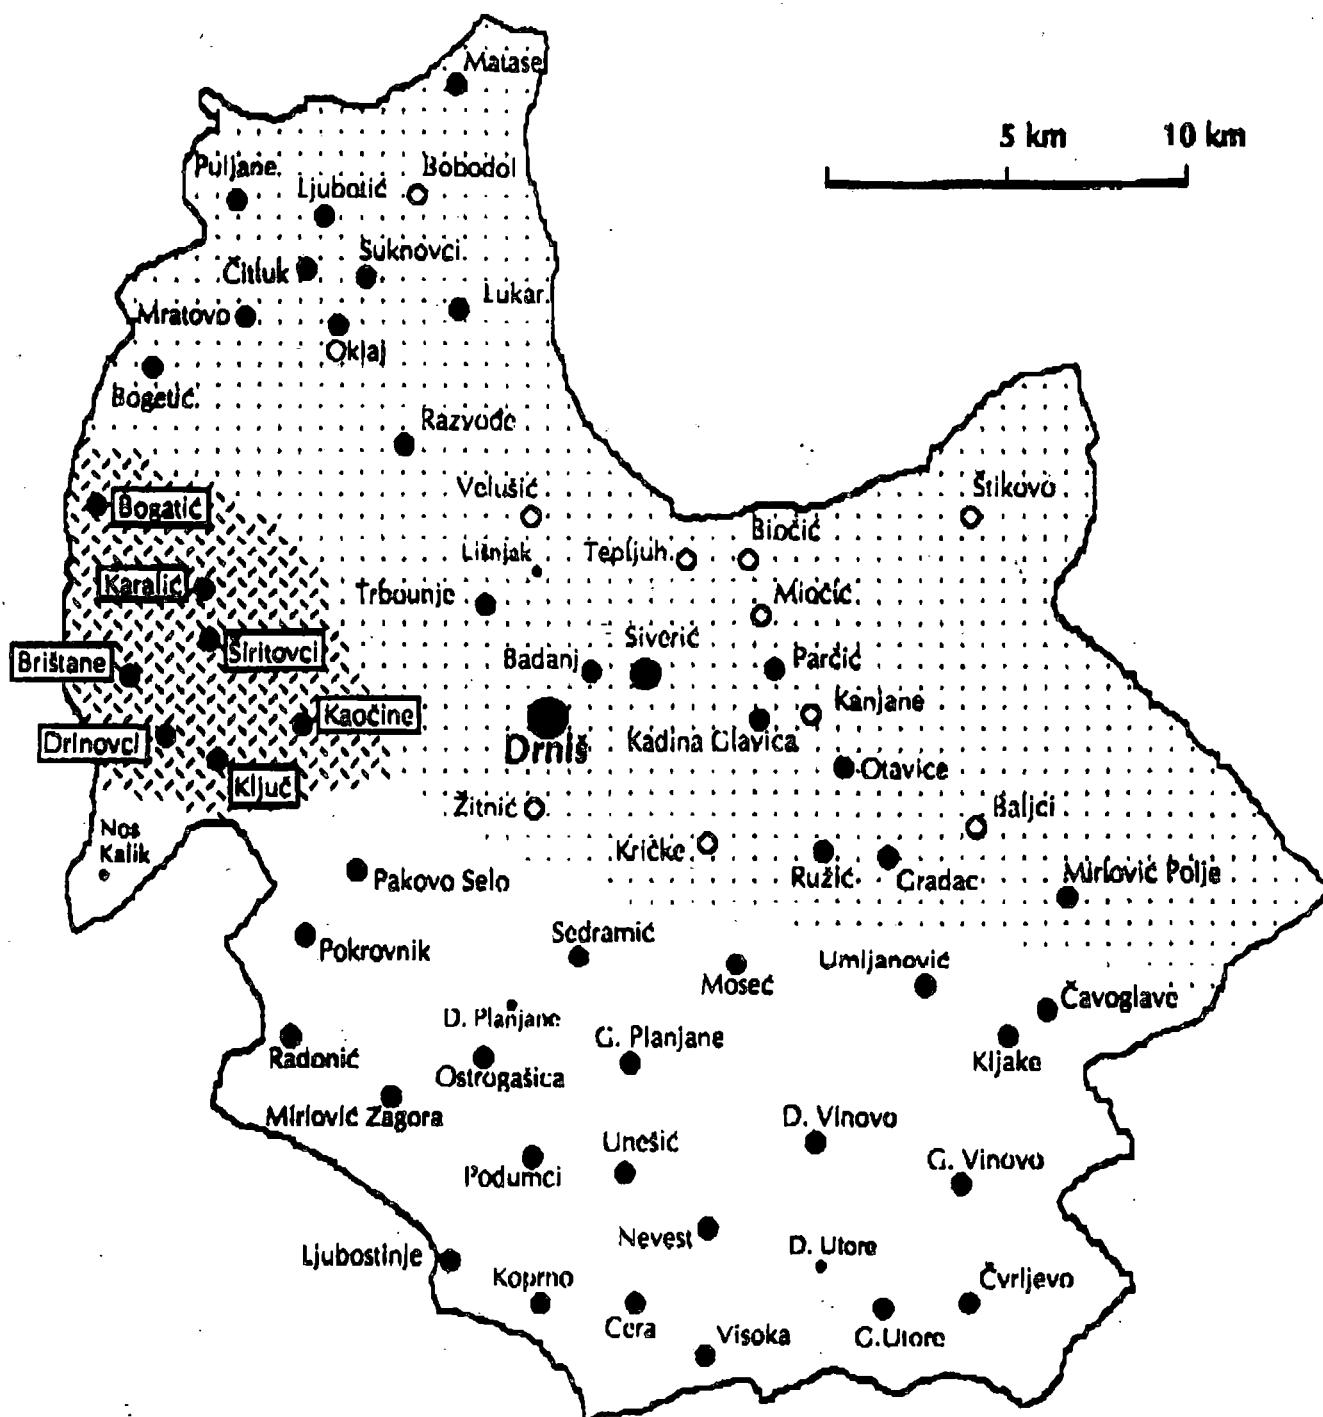 Matase
5 km 10 km
Puljane
Ljubotić
Bobodol
Čitluk
Šuknovci
Mratovo
Lukar
Oklaj
Bogetić
Razvođe
Bogatić
Velušić
Štikovo
Lišnjak
Tepljuh
Biočić
Karalić
Trbounje
Miočić
Brištane
Širitovci
Badanj
Siverić
Parčić
Drinovci
Kaočine
Drniš
Kadina Glavica
Kanjane
Otavice
Ključ
Žitnić
Baljci
Nos
Kalik
Kričke
Pakovo Selo
Ružić
Gradac
Mirlović Polje
Pokrovnik
Sedramić
Moseć
Umljanović
Čavoglave
D. Planjane
G. Planjane
Radonić
Ostrogašica
Kljake
Mirlović Zagora
Unešić
D. Vinovo
Podumci
G. Vinovo
Nevest
D. Utore
Ljubostinje
Koprno
Čvrljevo
Cera
Visoka
G.Utore